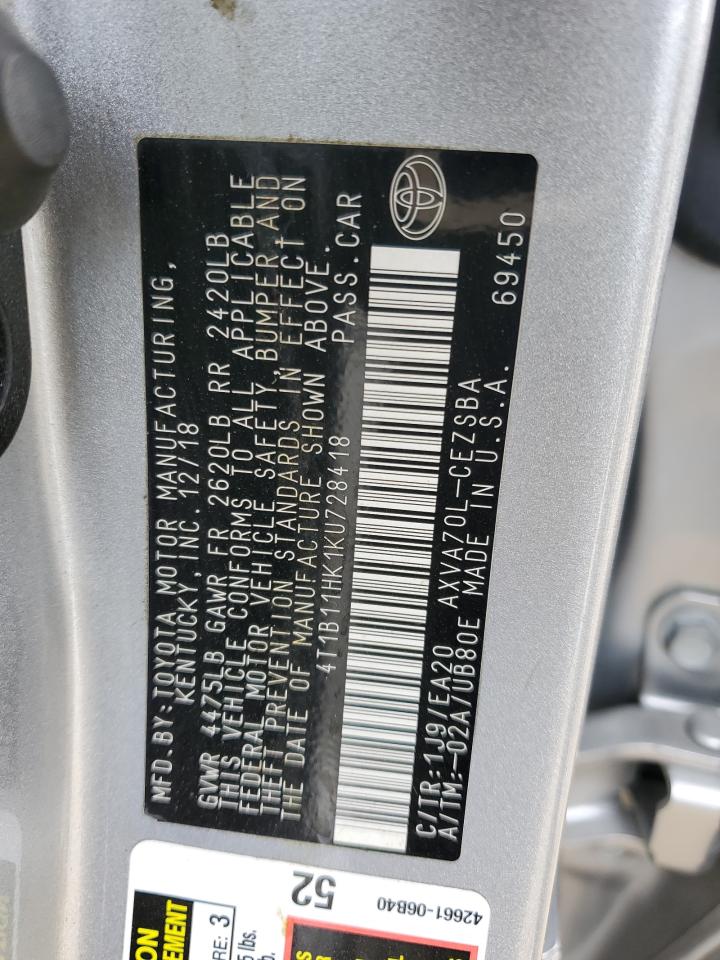 MFD.BY:TOYOTA MOTOR MANUFACTURING,
KENTUCKY, INC. 12/18
GVWR 4475LB GAWR FR 2620LB RR 2420LB
THIS VEHICLE CONFORMS TO ALL APPLICABLE
FEDERAL MOTOR VEHICLE SAFETY, BUMPER, AND
THEFT PREVENTION STANDARDS IN EFFECT ON
THE DATE OF MANUFACTURE SHOWN ABOVE.
4T1B11HK1KU728418 PASS.CAR
C/TR:1J9/EA20
A/TM:-02A/UB80E AXVA70L-CEZSBA
MADE IN U.S.A. 69450
52
42661-06B40
3
lbs.